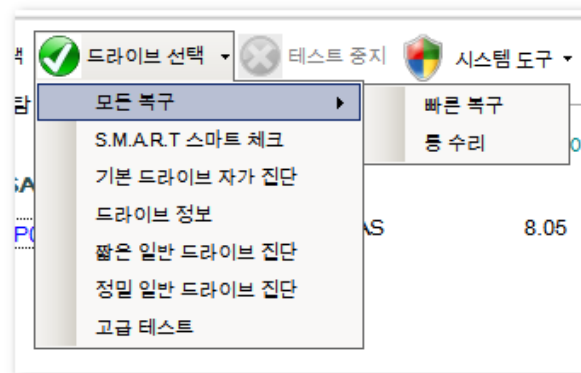 드라이브 선택 테스트 중지 시스템 도구
탐
모든 복구 빠른 복구
S.M.A.R.T 스마트 체크 롱 수리
기본 드라이브 자가 진단
드라이브 정보 AS 8.05
짧은 일반 드라이브 진단
정밀 일반 드라이브 진단
고급 테스트